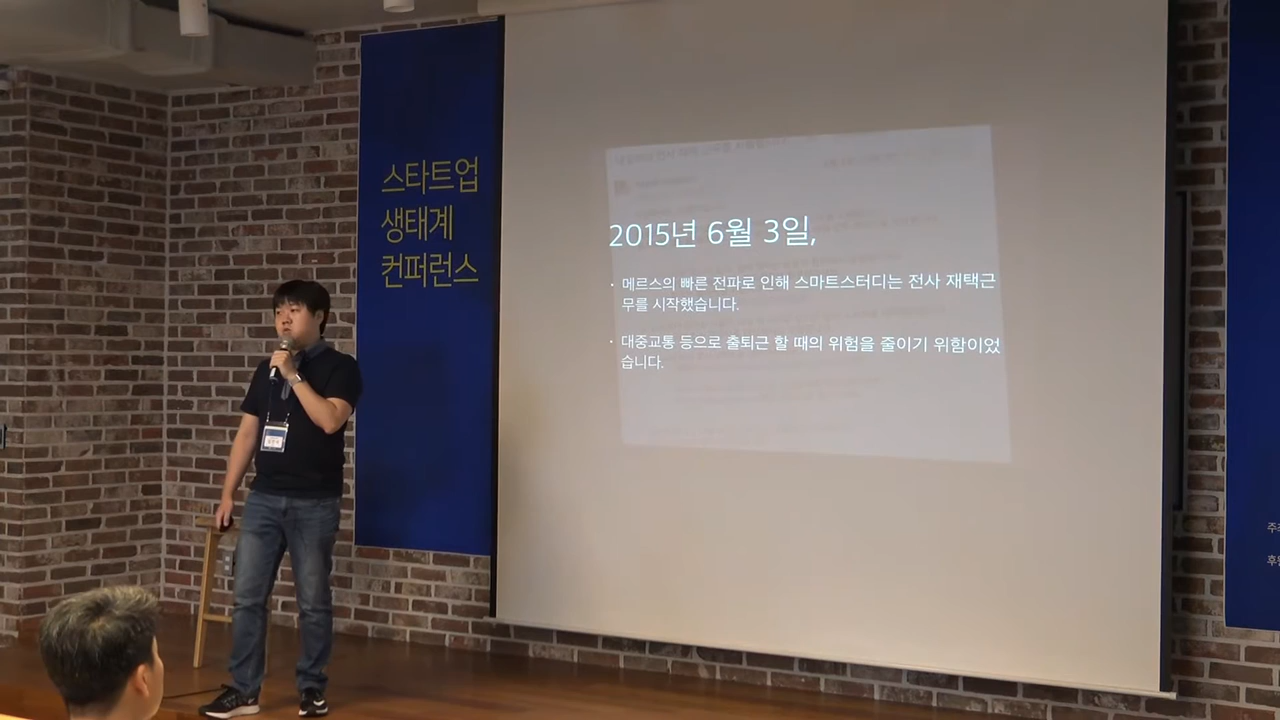 스타트업
생태계
컨퍼런스
2015년 6월 3일,
· 메르스의 빠른 전파로 인해 스마트스터디는 전사 재택근
무를 시작했습니다.
· 대중교통 등으로 출퇴근 할 때의 위험을 줄이기 위함이었
습니다.